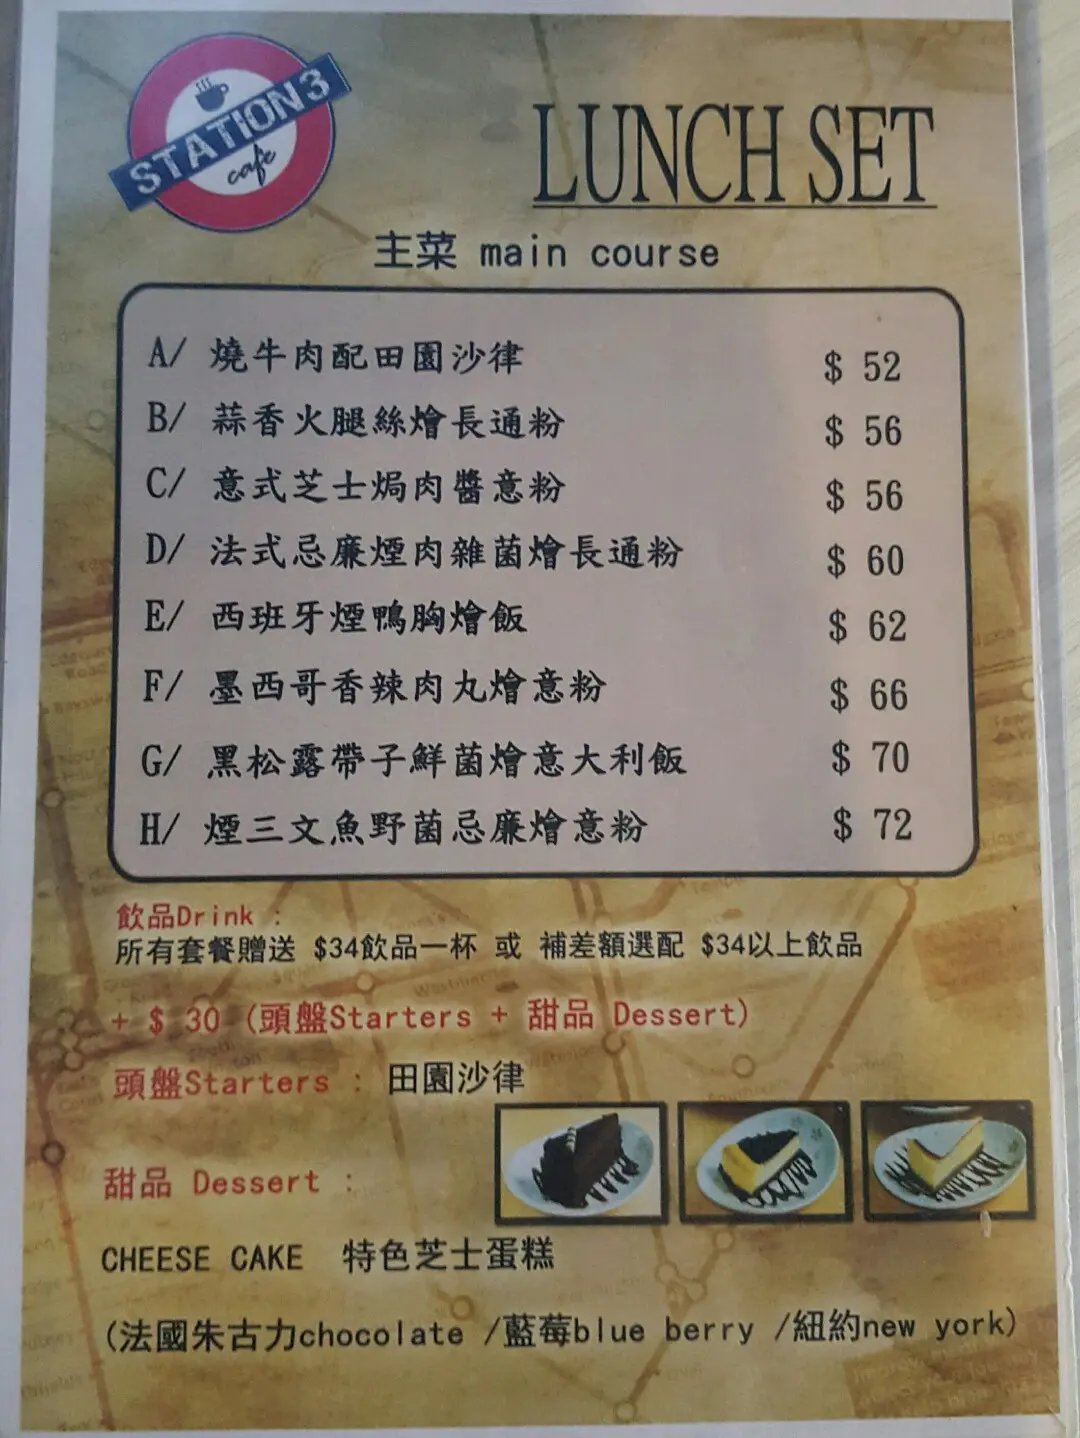 STATION3
cafe
LUNCH SET
主菜 main course
A/ 燒牛肉配田園沙律 $ 52
B/ 蒜香火腿絲燴長通粉 $ 56
C/ 意式芝士焗肉醬意粉 $ 56
D/ 法式忌廉煙肉雜菌燴長通粉 $ 60
E/ 西班牙煙鴨胸燴飯 $ 62
F/ 墨西哥香辣肉丸燴意粉 $ 66
G/ 黑松露帶子鮮菌燴意大利飯 $ 70
H/ 煙三文魚野菌忌廉燴意粉 $ 72
飲品Drink :
所有套餐贈送 $34飲品一杯 或 補差額選配 $34以上飲品
+ $ 30 (頭盤Starters + 甜品 Dessert)
頭盤Starters : 田園沙律
甜品 Dessert :
CHEESE CAKE 特色芝士蛋糕
(法國朱古力chocolate /藍莓blue berry /紐約new york)